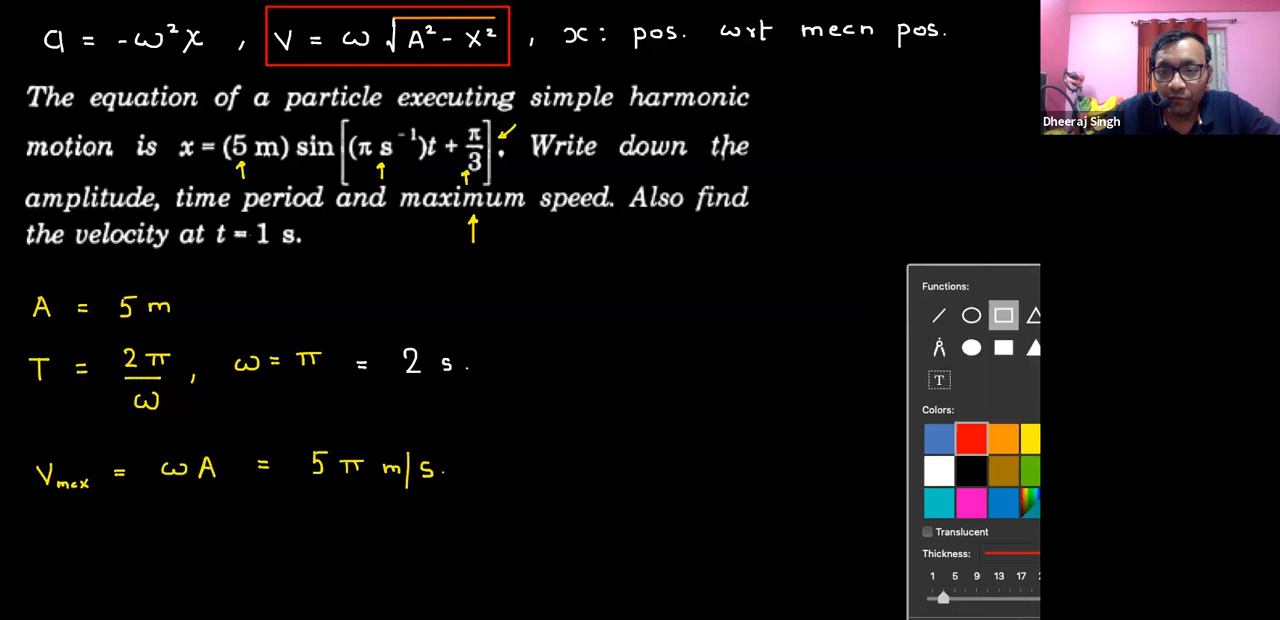 a = -ω²x , V = ω √(A² - x²) , x : pos. wrt mean pos.
Dheeraj Singh
The equation of a particle executing simple harmonic
motion is x = (5 m) sin [(π s⁻¹)t + π/3]. Write down the
amplitude, time period and maximum speed. Also find
the velocity at t = 1 s.
A = 5 m
T = 2π/ω , ω = π = 2 s.
Vmax = ωA = 5π m/s.
Functions:
T
Colors:
Translucent
Thickness:
1 5 9 13 17